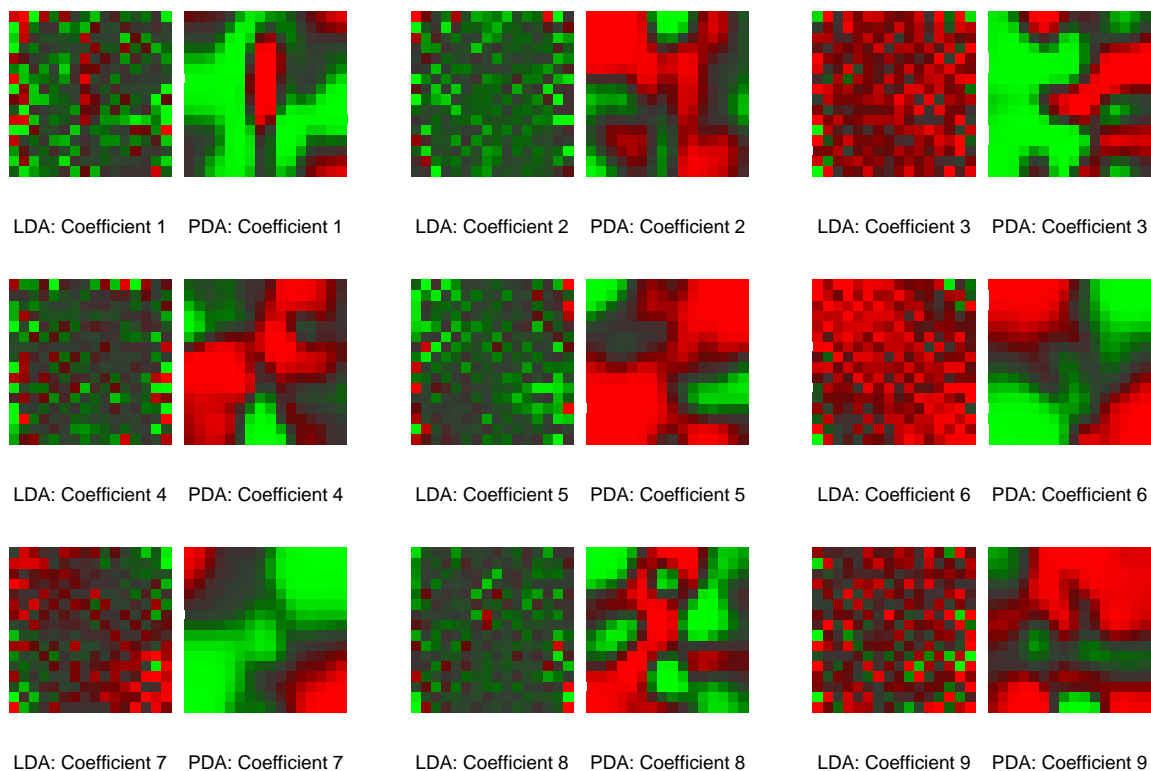 LDA: Coefficient 1 PDA: Coefficient 1 LDA: Coefficient 2 PDA: Coefficient 2 LDA: Coefficient 3 PDA: Coefficient 3
LDA: Coefficient 4 PDA: Coefficient 4 LDA: Coefficient 5 PDA: Coefficient 5 LDA: Coefficient 6 PDA: Coefficient 6
LDA: Coefficient 7 PDA: Coefficient 7 LDA: Coefficient 8 PDA: Coefficient 8 LDA: Coefficient 9 PDA: Coefficient 9